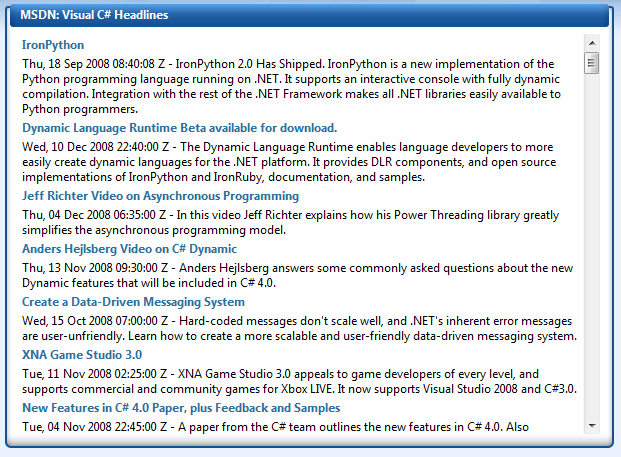 MSDN: Visual C# Headlines
IronPython
Thu, 18 Sep 2008 08:40:08 Z - IronPython 2.0 Has Shipped. IronPython is a new implementation of the
Python programming language running on .NET. It supports an interactive console with fully dynamic
compilation. Integration with the rest of the .NET Framework makes all .NET libraries easily available to
Python programmers.
Dynamic Language Runtime Beta available for download.
Wed, 10 Dec 2008 22:40:00 Z - The Dynamic Language Runtime enables language developers to more
easily create dynamic languages for the .NET platform. It provides DLR components, and open source
implementations of IronPython and IronRuby, documentation, and samples.
Jeff Richter Video on Asynchronous Programming
Thu, 04 Dec 2008 06:35:00 Z - In this video Jeff Richter explains how his Power Threading library greatly
simplifies the asynchronous programming model.
Anders Hejlsberg Video on C# Dynamic
Thu, 13 Nov 2008 09:30:00 Z - Anders Hejlsberg answers some commonly asked questions about the new
Dynamic features that will be included in C# 4.0.
Create a Data-Driven Messaging System
Wed, 15 Oct 2008 07:00:00 Z - Hard-coded messages don't scale well, and .NET's inherent error messages
are user-unfriendly. Learn how to create a more scalable and user-friendly data-driven messaging system.
XNA Game Studio 3.0
Tue, 11 Nov 2008 02:25:00 Z - XNA Game Studio 3.0 appeals to game developers of every level, and
supports commercial and community games for Xbox LIVE. It now supports Visual Studio 2008 and C#3.0.
New Features in C# 4.0 Paper, plus Feedback and Samples
Tue, 04 Nov 2008 22:45:00 Z - A paper from the C# team outlines the new features in C# 4.0. Also